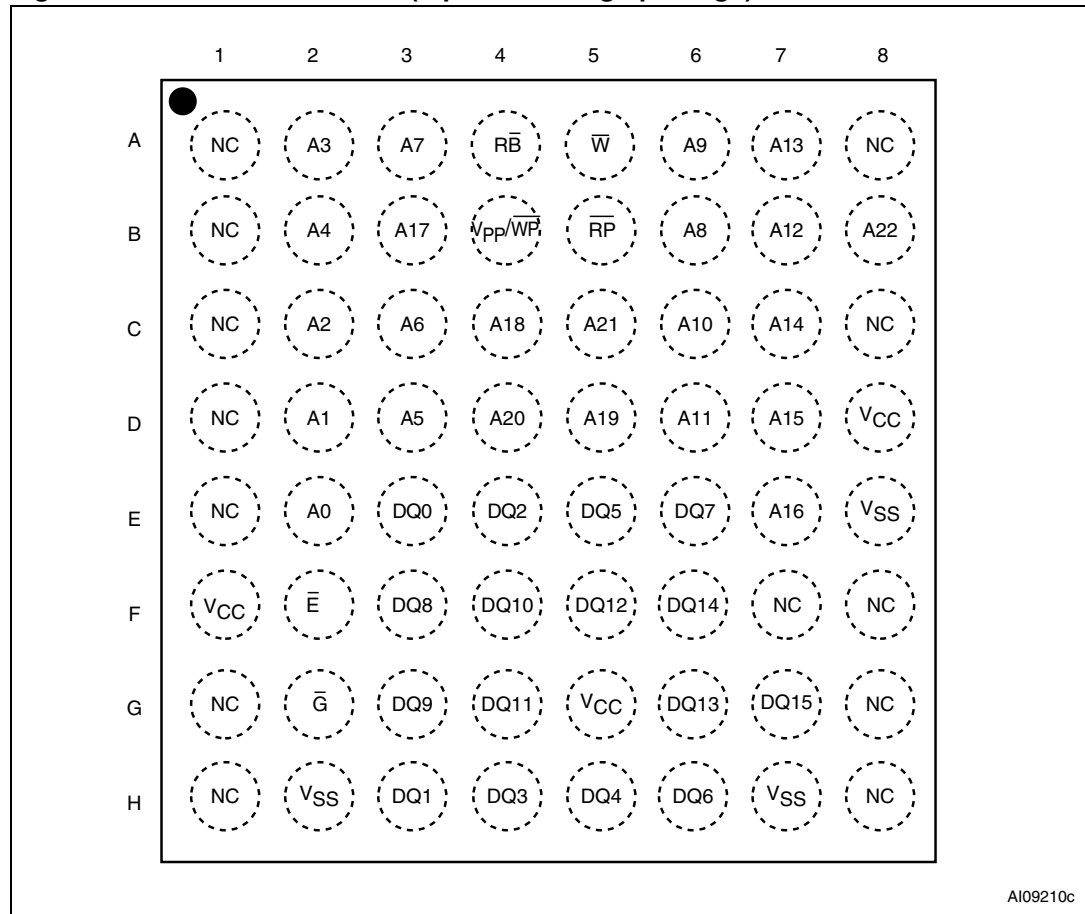 1 2 3 4 5 6 7 8
A NC A3 A7 RB̅ W̅ A9 A13 NC
B NC A4 A17 VPP/W̅P̅ R̅P̅ A8 A12 A22
C NC A2 A6 A18 A21 A10 A14 NC
D NC A1 A5 A20 A19 A11 A15 VCC
E NC A0 DQ0 DQ2 DQ5 DQ7 A16 VSS
F VCC E̅ DQ8 DQ10 DQ12 DQ14 NC NC
G NC G̅ DQ9 DQ11 VCC DQ13 DQ15 NC
H NC VSS DQ1 DQ3 DQ4 DQ6 VSS NC
AI09210c